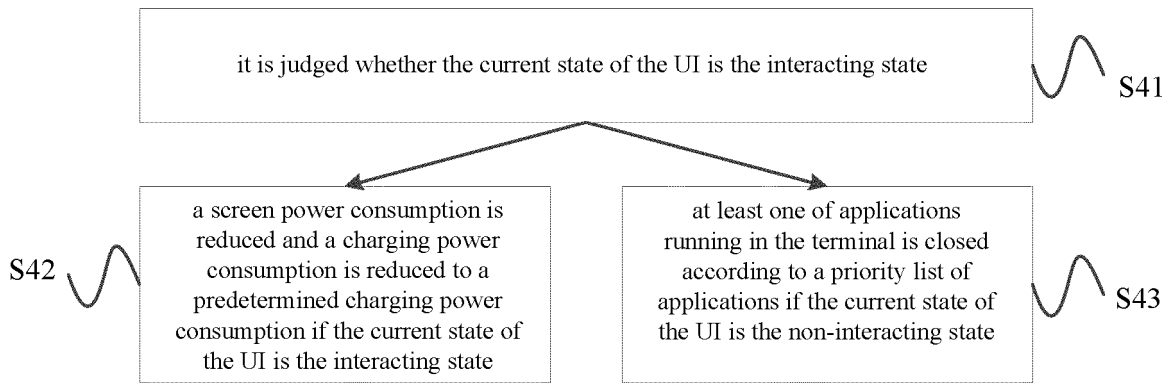 it is judged whether the current state of the UI is the interacting state
S41
a screen power consumption is
reduced and a charging power
consumption is reduced to a
predetermined charging power
consumption if the current state of
the UI is the interacting state
S42
at least one of applications
running in the terminal is closed
according to a priority list of
applications if the current state of
the UI is the non-interacting state
S43